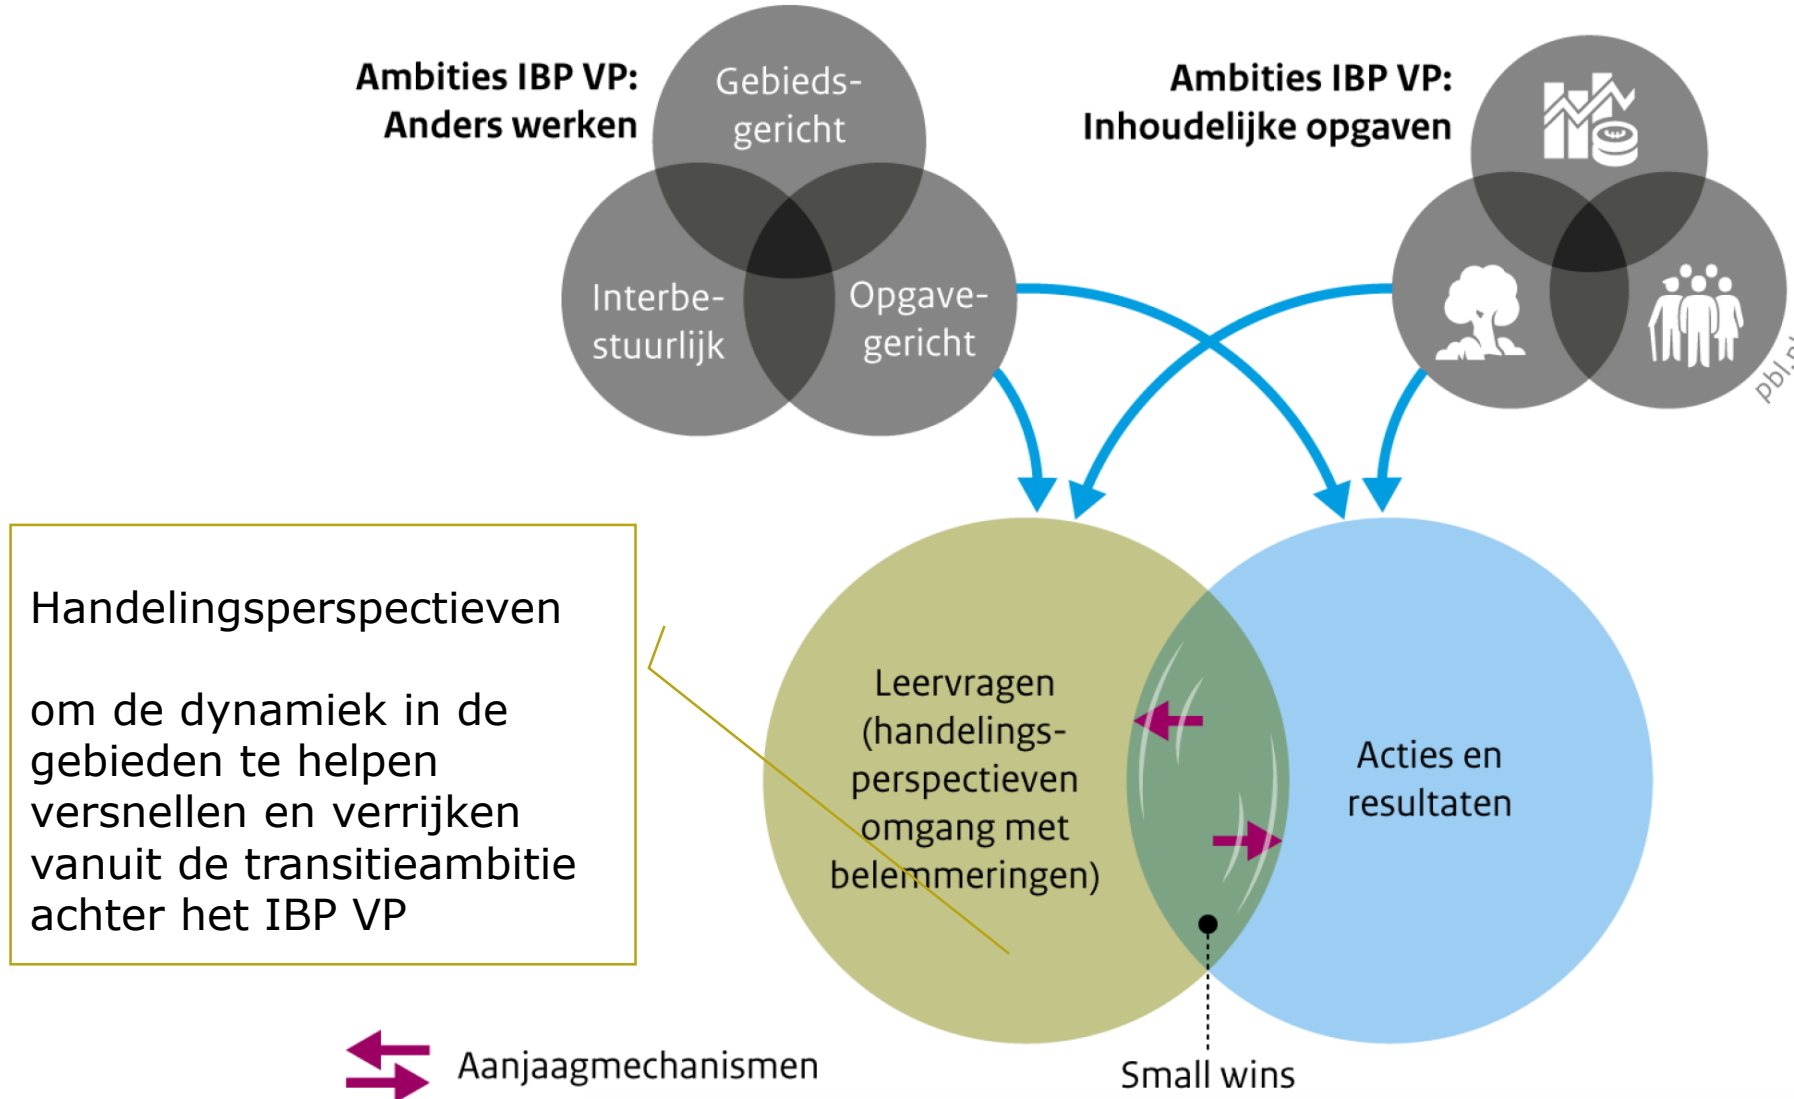 Ambities IBP VP:
Anders werken
Gebieds-
gericht
Interbe-
stuurlijk
Opgave-
gericht
Ambities IBP VP:
Inhoudelijke opgaven
pbl.nl
Handelingsperspectieven
om de dynamiek in de
gebieden te helpen
versnellen en verrijken
vanuit de transitieambitie
achter het IBP VP
Leervragen
(handelings-
perspectieven
omgang met
belemmeringen)
Acties en
resultaten
Aanjaagmechanismen
Small wins